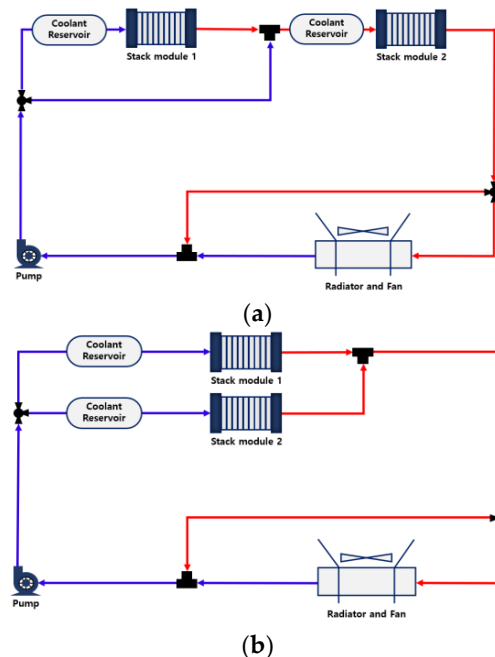 Coolant
Reservoir
Stack module 1
Coolant
Reservoir
Stack module 2
Pump
Radiator and Fan
(a)
Coolant
Reservoir
Stack module 1
Coolant
Reservoir
Stack module 2
Pump
Radiator and Fan
(b)